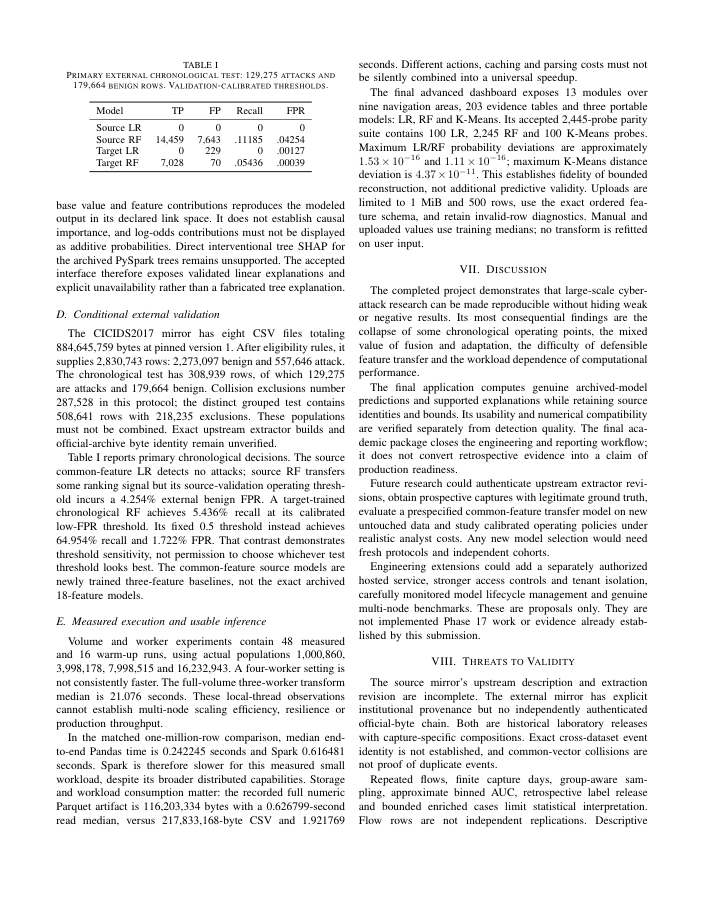 TABLE I
PRIMARY EXTERNAL CHRONOLOGICAL TEST: 129,275 ATTACKS AND
179,664 BENIGN ROWS. VALIDATION-CALIBRATED THRESHOLDS.
Model TP FP Recall FPR
Source LR 0 0 0 0
Source RF 14,459 7,643 .11185 .04254
Target LR 0 229 0 .00127
Target RF 7,028 70 .05436 .00039
base value and feature contributions reproduces the modeled
output in its declared link space. It does not establish causal
importance, and log-odds contributions must not be displayed
as additive probabilities. Direct interventional tree SHAP for
the archived PySpark trees remains unsupported. The accepted
interface therefore exposes validated linear explanations and
explicit unavailability rather than a fabricated tree explanation.
D. Conditional external validation
The CICIDS2017 mirror has eight CSV files totaling
884,645,759 bytes at pinned version 1. After eligibility rules, it
supplies 2,830,743 rows: 2,273,097 benign and 557,646 attack.
The chronological test has 308,939 rows, of which 129,275
are attacks and 179,664 benign. Collision exclusions number
287,528 in this protocol; the distinct grouped test contains
508,641 rows with 218,235 exclusions. These populations
must not be combined. Exact upstream extractor builds and
official-archive byte identity remain unverified.
Table I reports primary chronological decisions. The source
common-feature LR detects no attacks; source RF transfers
some ranking signal but its source-validation operating thresh-
old incurs a 4.254% external benign FPR. A target-trained
chronological RF achieves 5.436% recall at its calibrated
low-FPR threshold. Its fixed 0.5 threshold instead achieves
64.954% recall and 1.722% FPR. That contrast demonstrates
threshold sensitivity, not permission to choose whichever test
threshold looks best. The common-feature source models are
newly trained three-feature baselines, not the exact archived
18-feature models.
E. Measured execution and usable inference
Volume and worker experiments contain 48 measured
and 16 warm-up runs, using actual populations 1,000,860,
3,998,178, 7,998,515 and 16,232,943. A four-worker setting is
not consistently faster. The full-volume three-worker transform
median is 21.076 seconds. These local-thread observations
cannot establish multi-node scaling efficiency, resilience or
production throughput.
In the matched one-million-row comparison, median end-
to-end Pandas time is 0.242245 seconds and Spark 0.616481
seconds. Spark is therefore slower for this measured small
workload, despite its broader distributed capabilities. Storage
and workload consumption matter: the recorded full numeric
Parquet artifact is 116,203,334 bytes with a 0.626799-second
read median, versus 217,833,168-byte CSV and 1.921769
seconds. Different actions, caching and parsing costs must not
be silently combined into a universal speedup.
The final advanced dashboard exposes 13 modules over
nine navigation areas, 203 evidence tables and three portable
models: LR, RF and K-Means. Its accepted 2,445-probe parity
suite contains 100 LR, 2,245 RF and 100 K-Means probes.
Maximum LR/RF probability deviations are approximately
1.53 × 10⁻¹⁶ and 1.11 × 10⁻¹⁶; maximum K-Means distance
deviation is 4.37 × 10⁻¹¹. This establishes fidelity of bounded
reconstruction, not additional predictive validity. Uploads are
limited to 1 MiB and 500 rows, use the exact ordered fea-
ture schema, and retain invalid-row diagnostics. Manual and
uploaded values use training medians; no transform is refitted
on user input.
VII. DISCUSSION
The completed project demonstrates that large-scale cyber-
attack research can be made reproducible without hiding weak
or negative results. Its most consequential findings are the
collapse of some chronological operating points, the mixed
value of fusion and adaptation, the difficulty of defensible
feature transfer and the workload dependence of computational
performance.
The final application computes genuine archived-model
predictions and supported explanations while retaining source
identities and bounds. Its usability and numerical compatibility
are verified separately from detection quality. The final aca-
demic package closes the engineering and reporting workflow;
it does not convert retrospective evidence into a claim of
production readiness.
Future research could authenticate upstream extractor revi-
sions, obtain prospective captures with legitimate ground truth,
evaluate a prespecified common-feature transfer model on new
untouched data and study calibrated operating policies under
realistic analyst costs. Any new model selection would need
fresh protocols and independent cohorts.
Engineering extensions could add a separately authorized
hosted service, stronger access controls and tenant isolation,
carefully monitored model lifecycle management and genuine
multi-node benchmarks. These are proposals only. They are
not implemented Phase 17 work or evidence already estab-
lished by this submission.
VIII. THREATS TO VALIDITY
The source mirror's upstream description and extraction
revision are incomplete. The external mirror has explicit
institutional provenance but no independently authenticated
official-byte chain. Both are historical laboratory releases
with capture-specific compositions. Exact cross-dataset event
identity is not established, and common-vector collisions are
not proof of duplicate events.
Repeated flows, finite capture days, group-aware sam-
pling, approximate binned AUC, retrospective label release
and bounded enriched cases limit statistical interpretation.
Flow rows are not independent replications. Descriptive